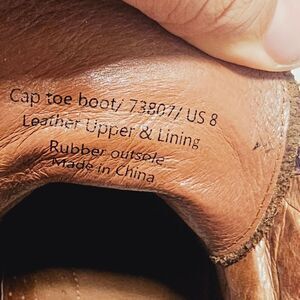 Cap toe boot/ 73807/ US 8
Leather Upper & Lining
Rubber outsole
Made in China